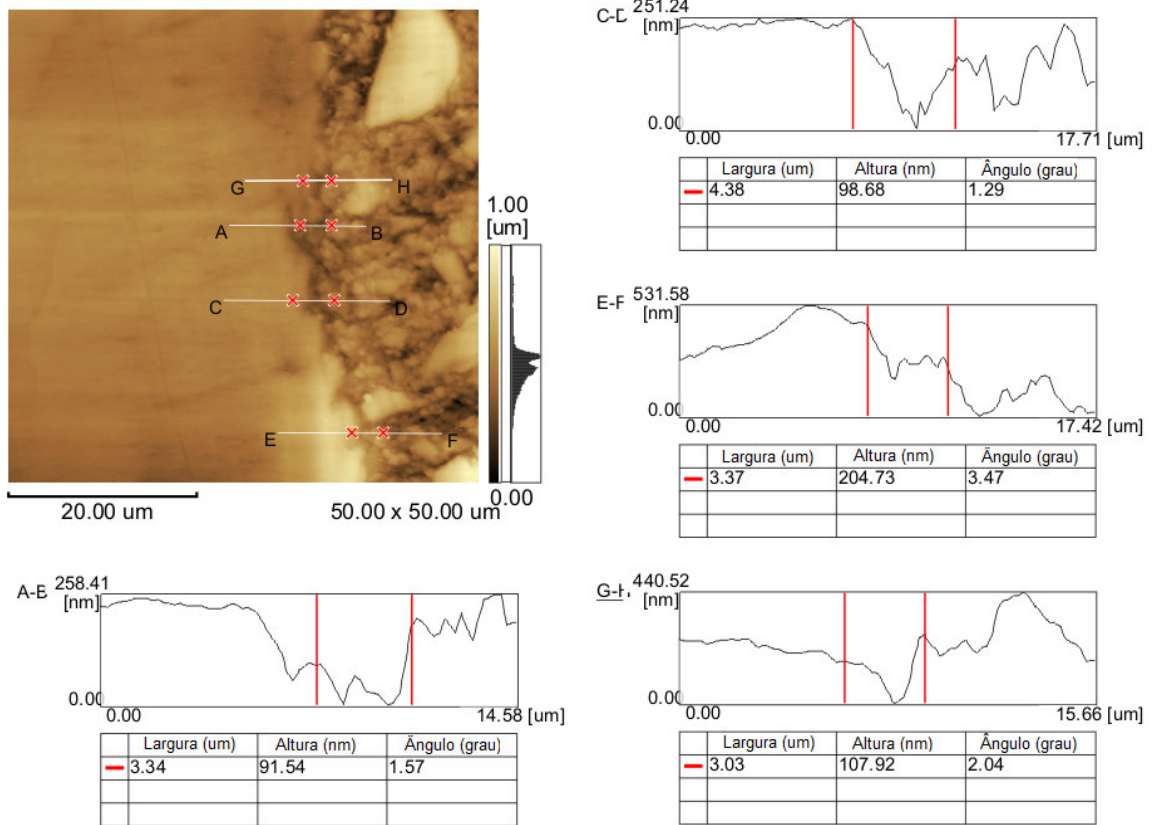 G
H
A
B
C
D
E
F
1.00
[um]
0.00
20.00 um
50.00 x 50.00 um
C-D
251.24
[nm]
0.00
0.00
17.71 [um]
Largura (um) Altura (nm) Ângulo (grau)
4.38 98.68 1.29
E-F
531.58
[nm]
0.00
0.00
17.42 [um]
Largura (um) Altura (nm) Ângulo (grau)
3.37 204.73 3.47
A-B
258.41
[nm]
0.00
0.00
14.58 [um]
Largura (um) Altura (nm) Ângulo (grau)
3.34 91.54 1.57
G-H
440.52
[nm]
0.00
0.00
15.66 [um]
Largura (um) Altura (nm) Ângulo (grau)
3.03 107.92 2.04